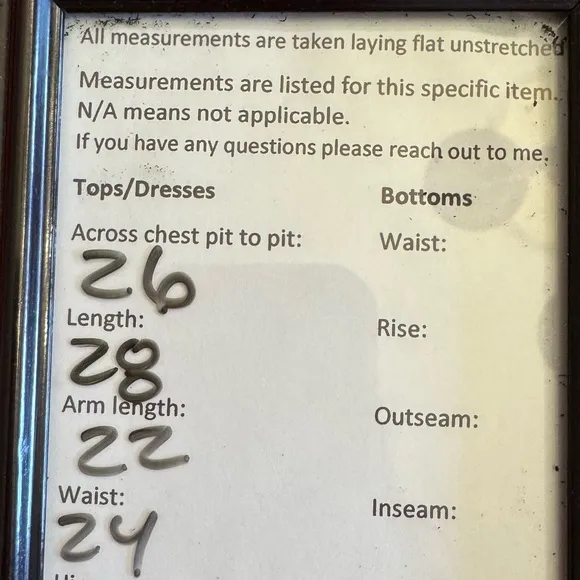 All measurements are taken laying flat unstretched
Measurements are listed for this specific item.
N/A means not applicable.
If you have any questions please reach out to me.
Tops/Dresses
Across chest pit to pit:
26
Length:
28
Arm length:
22
Waist:
24
Bottoms
Waist:
Rise:
Outseam:
Inseam: